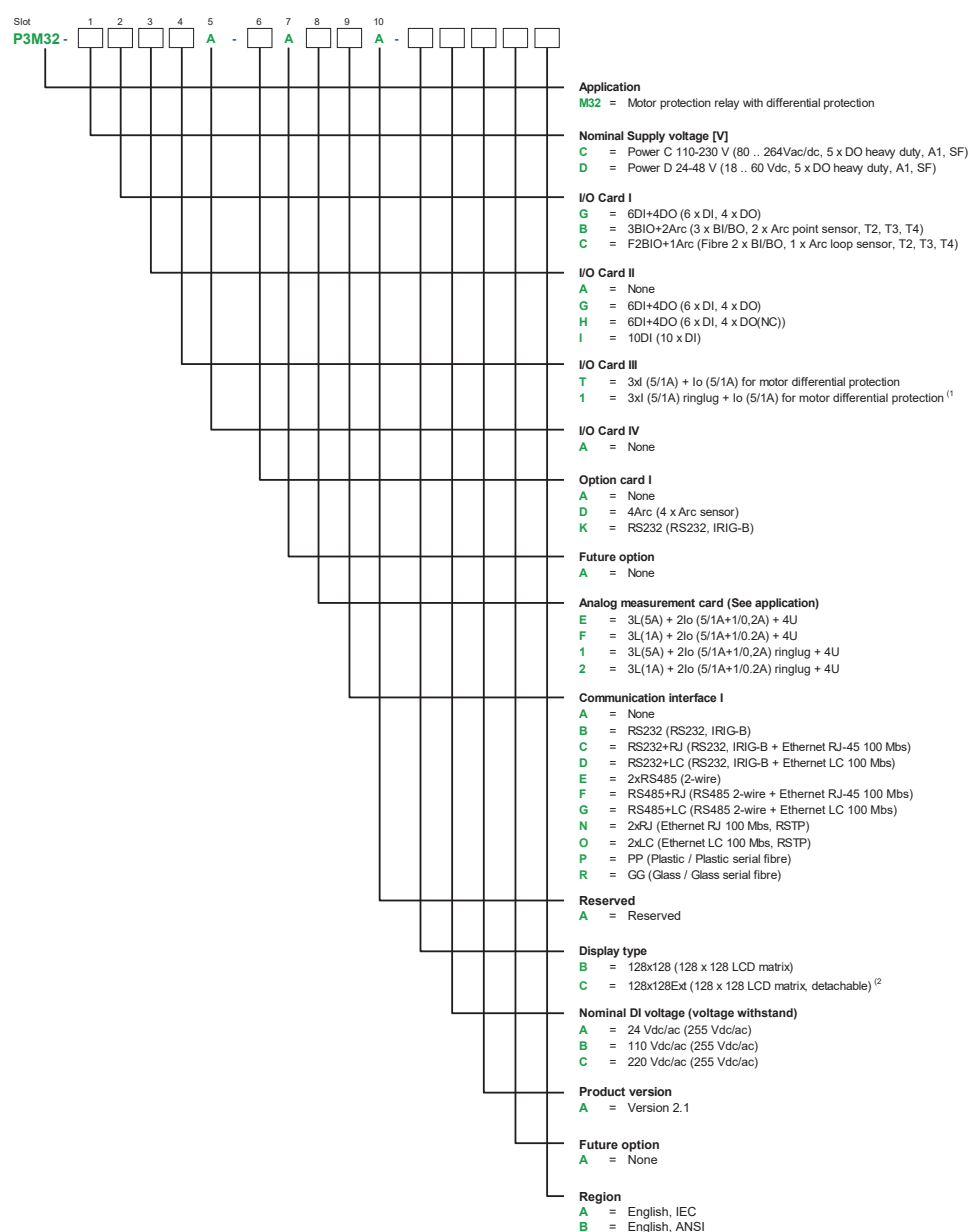 Slot 1 2 3 4 5 6 7 8 9 10
P3M32 - A - A A -
Application
M32 = Motor protection relay with differential protection
Nominal Supply voltage [V]
C = Power C 110-230 V (80 .. 264Vac/dc, 5 x DO heavy duty, A1, SF)
D = Power D 24-48 V (18 .. 60 Vdc, 5 x DO heavy duty, A1, SF)
I/O Card I
G = 6DI+4DO (6 x DI, 4 x DO)
B = 3BIO+2Arc (3 x BI/BO, 2 x Arc point sensor, T2, T3, T4)
C = F2BIO+1Arc (Fibre 2 x BI/BO, 1 x Arc loop sensor, T2, T3, T4)
I/O Card II
A = None
G = 6DI+4DO (6 x DI, 4 x DO)
H = 6DI+4DO (6 x DI, 4 x DO(NC))
I = 10DI (10 x DI)
I/O Card III
T = 3xI (5/1A) + Io (5/1A) for motor differential protection
1 = 3xI (5/1A) ringlug + Io (5/1A) for motor differential protection (1
I/O Card IV
A = None
Option card I
A = None
D = 4Arc (4 x Arc sensor)
K = RS232 (RS232, IRIG-B)
Future option
A = None
Analog measurement card (See application)
E = 3L(5A) + 2Io (5/1A+1/0,2A) + 4U
F = 3L(1A) + 2Io (5/1A+1/0.2A) + 4U
1 = 3L(5A) + 2Io (5/1A+1/0,2A) ringlug + 4U
2 = 3L(1A) + 2Io (5/1A+1/0.2A) ringlug + 4U
Communication interface I
A = None
B = RS232 (RS232, IRIG-B)
C = RS232+RJ (RS232, IRIG-B + Ethernet RJ-45 100 Mbs)
D = RS232+LC (RS232, IRIG-B + Ethernet LC 100 Mbs)
E = 2xRS485 (2-wire)
F = RS485+RJ (RS485 2-wire + Ethernet RJ-45 100 Mbs)
G = RS485+LC (RS485 2-wire + Ethernet LC 100 Mbs)
N = 2xRJ (Ethernet RJ 100 Mbs, RSTP)
O = 2xLC (Ethernet LC 100 Mbs, RSTP)
P = PP (Plastic / Plastic serial fibre)
R = GG (Glass / Glass serial fibre)
Reserved
A = Reserved
Display type
B = 128x128 (128 x 128 LCD matrix)
C = 128x128Ext (128 x 128 LCD matrix, detachable) (2
Nominal DI voltage (voltage withstand)
A = 24 Vdc/ac (255 Vdc/ac)
B = 110 Vdc/ac (255 Vdc/ac)
C = 220 Vdc/ac (255 Vdc/ac)
Product version
A = Version 2.1
Future option
A = None
Region
A = English, IEC
B = English, ANSI